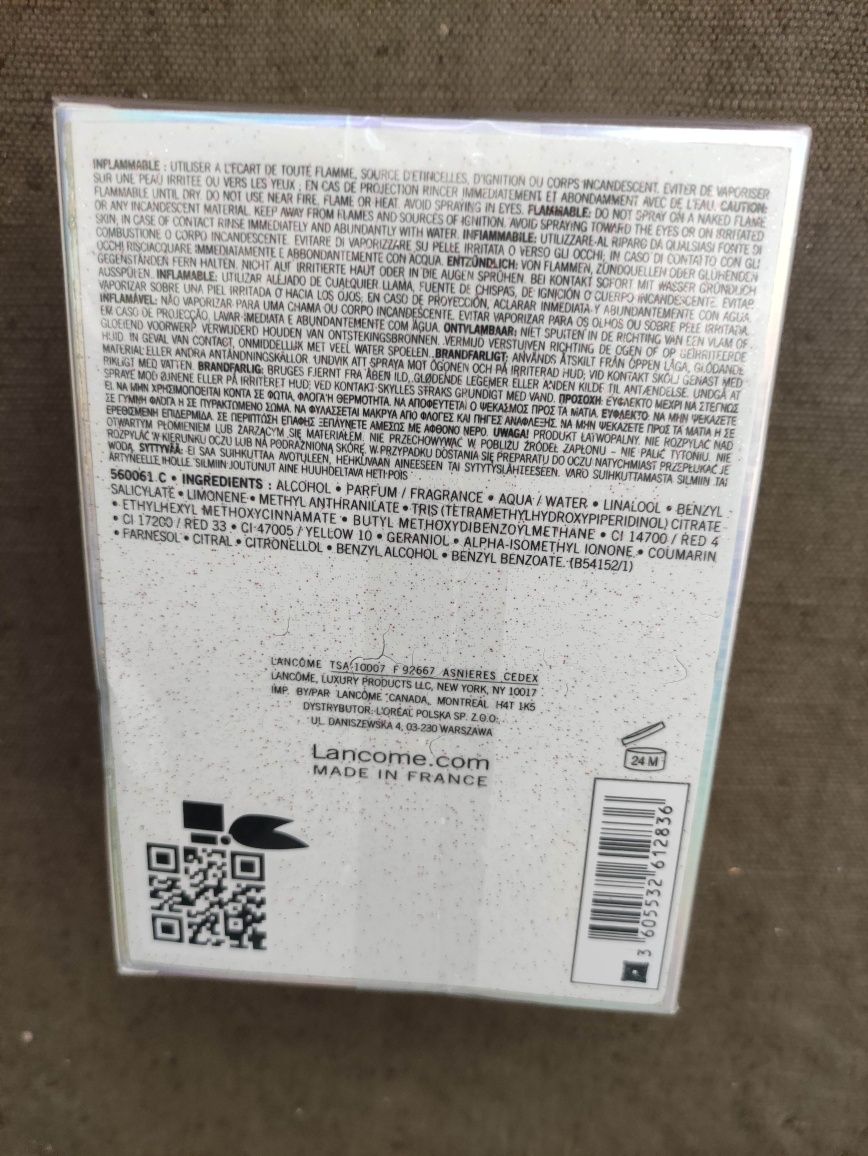 INFLAMMABLE : UTILISER A L'ECART DE TOUTE FLAMME, SOURCE D'ETINCELLES, D'IGNITION OU CORPS INCANDESCENT. EVITER DE VAPORISER
SUR UNE PEAU IRRITEE OU VERS LES YEUX ; EN CAS DE PROJECTION RINCER IMMEDIATEMENT ET ABONDAMMENT AVEC DE L'EAU. CAUTION:
FLAMMABLE UNTIL DRY DO NOT USE NEAR FIRE, FLAME OR HEAT. AVOID SPRAYING IN EYES. FLAMMABLE: DO NOT SPRAY ON A NAKED FLAME
OR ANY INCANDESCENT MATERIAL. KEEP AWAY FROM FLAMES AND SOURCES OF IGNITION. AVOID SPRAYING TOWARD THE EYES OR ON IRRITATED
SKIN, IN CASE OF CONTACT RINSE IMMEDIATELY AND ABUNDANTLY WITH WATER. INFIAMMABILE: UTILIZZARE AL RIPARO DA QUALSIASI FONTE DI
COMBUSTIONE O CORPO INCANDESCENTE. EVITARE DI VAPORIZZARE SU PELLE IRRITATA O VERSO GLI OCCHI; IN CASO DI CONTATTO CON GLI
OCCHI RISCIACQUARE IMMEDIATAMENTE E ABBONDANTEMENTE CON ACQUA. ENTZÜNDLICH: VON FLAMMEN, ZÜNDQUELLEN ODER GLÜHENDEN
GEGENSTÄNDEN FERN HALTEN. NICHT AUF IRRITIERTE HAUT ODER IN DIE AUGEN SPRÜHEN. BEI KONTAKT SOFORT MIT WASSER GRÜNDLICH
AUSSPÜLEN. INFLAMABLE: UTILIZAR ALEJADO DE CUALQUIER LLAMA, FUENTE DE CHISPAS, DE IGNICIÓN O CUERPO INCANDESCENTE. EVITAR
VAPORIZAR SOBRE UNA PIEL IRRITADA O HACIA LOS OJOS; EN CASO DE PROYECCIÓN, ACLARAR INMEDIATA Y ABUNDANTEMENTE CON AGUA.
INFLAMÁVEL: NÃO VAPORIZAR PARA UMA CHAMA OU CORPO INCANDESCENTE. EVITAR VAPORIZAR PARA OS OLHOS OU SOBRE PELE IRRITADA.
EM CASO DE PROJECÇÃO, LAVAR IMEDIATA E ABUNDANTEMENTE COM ÁGUA. ONTVLAMBAAR: NIET SPUITEN IN DE RICHTING VAN EEN VLAM OF
GLOEIEND VOORWERP. VERWIJDERD HOUDEN VAN ONTSTEKINGSBRONNEN. VERMIJD VERSTUIVEN RICHTING DE OGEN OF OP GEÏRRITEERDE
HUID. IN GEVAL VAN CONTACT, ONMIDDELLIJK MET VEEL WATER SPOELEN. BRANDFARLIGT: ANVÄNDS ÅTSKILT FRÅN ÖPPEN LÅGA, GLÖDANDE
MATERIAL ELLER ANDRA ANTÄNDNINGSKÄLLOR. UNDVIK ATT SPRAYA MOT ÖGONEN OCH PÅ IRRITERAD HUD; VID KONTAKT SKÖLJ GENAST MED
RIKLIGT MED VATTEN. BRANDFARLIG: BRUGES FJERNT FRA ÅBEN ILD, GLØDENDE LEGEMER ELLER ANDEN KILDE TIL ANTÆNDELSE. UNDGÅ AT
SPRAYE MOD ØJNENE ELLER PÅ IRRITERET HUD; VED KONTAKT SKYLLES STRAKS GRUNDIGT MED VAND. ΠΡΟΣΟΧΗ: ΕΥΦΛΕΚΤΟ ΜΕΧΡΙ ΝΑ ΣΤΕΓΝΩΣ
ΕΙ. ΝΑ ΜΗΝ ΧΡΗΣΙΜΟΠΟΙΕΙΤΑΙ ΚΟΝΤΑ ΣΕ ΦΩΤΙΑ, ΦΛΟΓΑ Ή ΘΕΡΜΟΤΗΤΑ. ΝΑ ΑΠΟΦΕΥΓΕΤΑΙ Ο ΨΕΚΑΣΜΟΣ ΠΡΟΣ ΤΑ ΜΑΤΙΑ. ΕΥΦΛΕΚΤΟ: ΝΑ ΜΗΝ ΨΕΚΑΖΕΤΕ
ΣΕ ΓΥΜΝΗ ΦΛΟΓΑ Η ΣΕ ΠΥΡΑΚΤΩΜΕΝΟ ΣΩΜΑ. ΝΑ ΦΥΛΑΣΣΕΤΑΙ ΜΑΚΡΥΑ ΑΠΟ ΦΛΟΓΕΣ ΚΑΙ ΠΗΓΕΣ ΑΝΑΦΛΕΞΗΣ. ΝΑ ΜΗΝ ΨΕΚΑΖΕΤΕ ΠΡΟΣ ΤΑ ΜΑΤΙΑ Η ΣΕ
ΕΡΕΘΙΣΜΕΝΗ ΕΠΙΔΕΡΜΙΔΑ. ΣΕ ΠΕΡΙΠΤΩΣΗ ΕΠΑΦΗΣ ΞΕΠΛΥΝΕΤΕ ΑΜΕΣΩΣ ΜΕ ΑΦΘΟΝΟ ΝΕΡΟ. UWAGA! PRODUKT ŁATWOPALNY. NIE ROZPYLAĆ NAD
OTWARTYM PŁOMIENIEM LUB ŻARZĄCYM SIĘ MATERIAŁEM. NIE PRZECHOWYWAĆ W POBLIŻU ŹRÓDEŁ ZAPŁONU – NIE PALIĆ TYTONIU. NIE
ROZPYLAĆ W KIERUNKU OCZU LUB NA PODRAŻNIONĄ SKÓRĘ. W PRZYPADKU DOSTANIA SIĘ PREPARATU DO OCZU NATYCHMIAST PRZEPŁUKAĆ JE
WODĄ. SYTTYVÄÄ: EI SAA SUIHKUTTAA AVOTULEEN, HEHKUVAAN AINEESEEN TAI SYTYTYSLÄHTEESEEN. VARO SUIHKUTTAMASTA SILMIIN TAI
ÄRTYNEELLE IHOLLE. SILMIIN JOUTUNUT AINE HUUHDELTAVA HETI POIS
560061 C • INGREDIENTS : ALCOHOL • PARFUM / FRAGRANCE • AQUA / WATER • LINALOOL • BENZYL
SALICYLATE • LIMONENE • METHYL ANTHRANILATE • TRIS (TETRAMETHYLHYDROXYPIPERIDINOL) CITRATE
• ETHYLHEXYL METHOXYCINNAMATE • BUTYL METHOXYDIBENZOYLMETHANE • CI 14700 / RED 4
• CI 17200 / RED 33 • CI 47005 / YELLOW 10 • GERANIOL • ALPHA-ISOMETHYL IONONE • COUMARIN
• FARNESOL • CITRAL • CITRONELLOL • BENZYL ALCOHOL • BENZYL BENZOATE (B54152/1)
LANCÔME TSA 10007 F 92667 ASNIERES CEDEX
LANCÔME, LUXURY PRODUCTS LLC, NEW YORK, NY 10017
IMP. BY/PAR LANCÔME CANADA, MONTRÉAL H4T 1K5
DYSTRYBUTOR: L'ORÉAL POLSKA SP. Z.O.O.
UL. DANISZEWSKA 4, 03-230 WARSZAWA
Lancome.com
MADE IN FRANCE
24 M
3 605532 612836